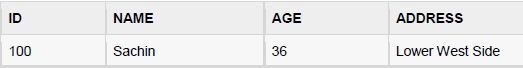 ID NAME AGE ADDRESS
100 Sachin 36 Lower West Side